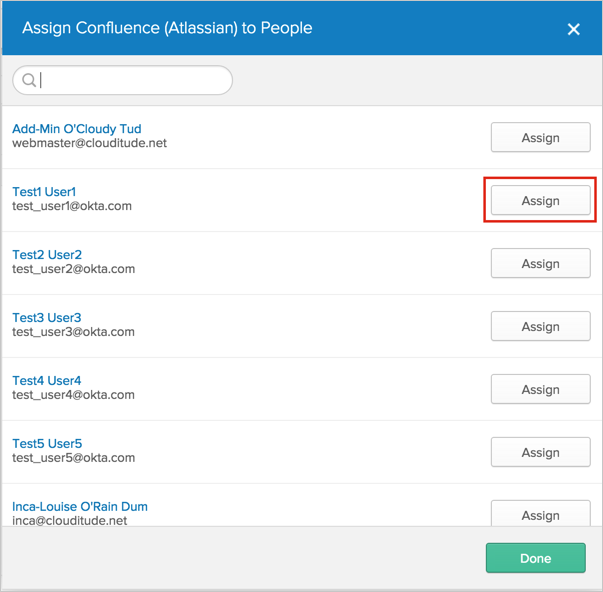 Assign Confluence (Atlassian) to People
Add-Min O'Cloudy Tud
webmaster@clouditude.net
Assign
Test1 User1
test_user1@okta.com
Assign
Test2 User2
test_user2@okta.com
Assign
Test3 User3
test_user3@okta.com
Assign
Test4 User4
test_user4@okta.com
Assign
Test5 User5
test_user5@okta.com
Assign
Inca-Louise O'Rain Dum
inca@clouditude.net
Assign
Done